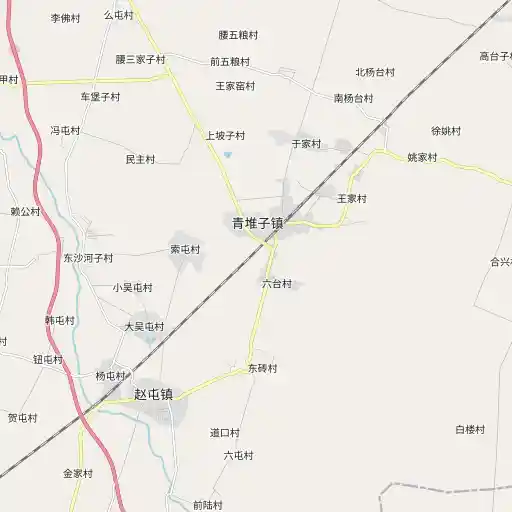 李佛村
么屯村
腰五粮村
高台子村
腰三家子村
前五粮村
北杨台村
甲村
王家窑村
车堡子村
南杨台村
冯屯村
上坡子村
徐姚村
于家村
民主村
姚家村
王家村
赖公村
青堆子镇
索屯村
东沙河子村
合兴村
六台村
小吴屯村
韩屯村
大吴屯村
村
钮屯村
杨屯村
东砖村
赵屯镇
贺屯村
道口村
白楼村
六屯村
金家村
前陆村